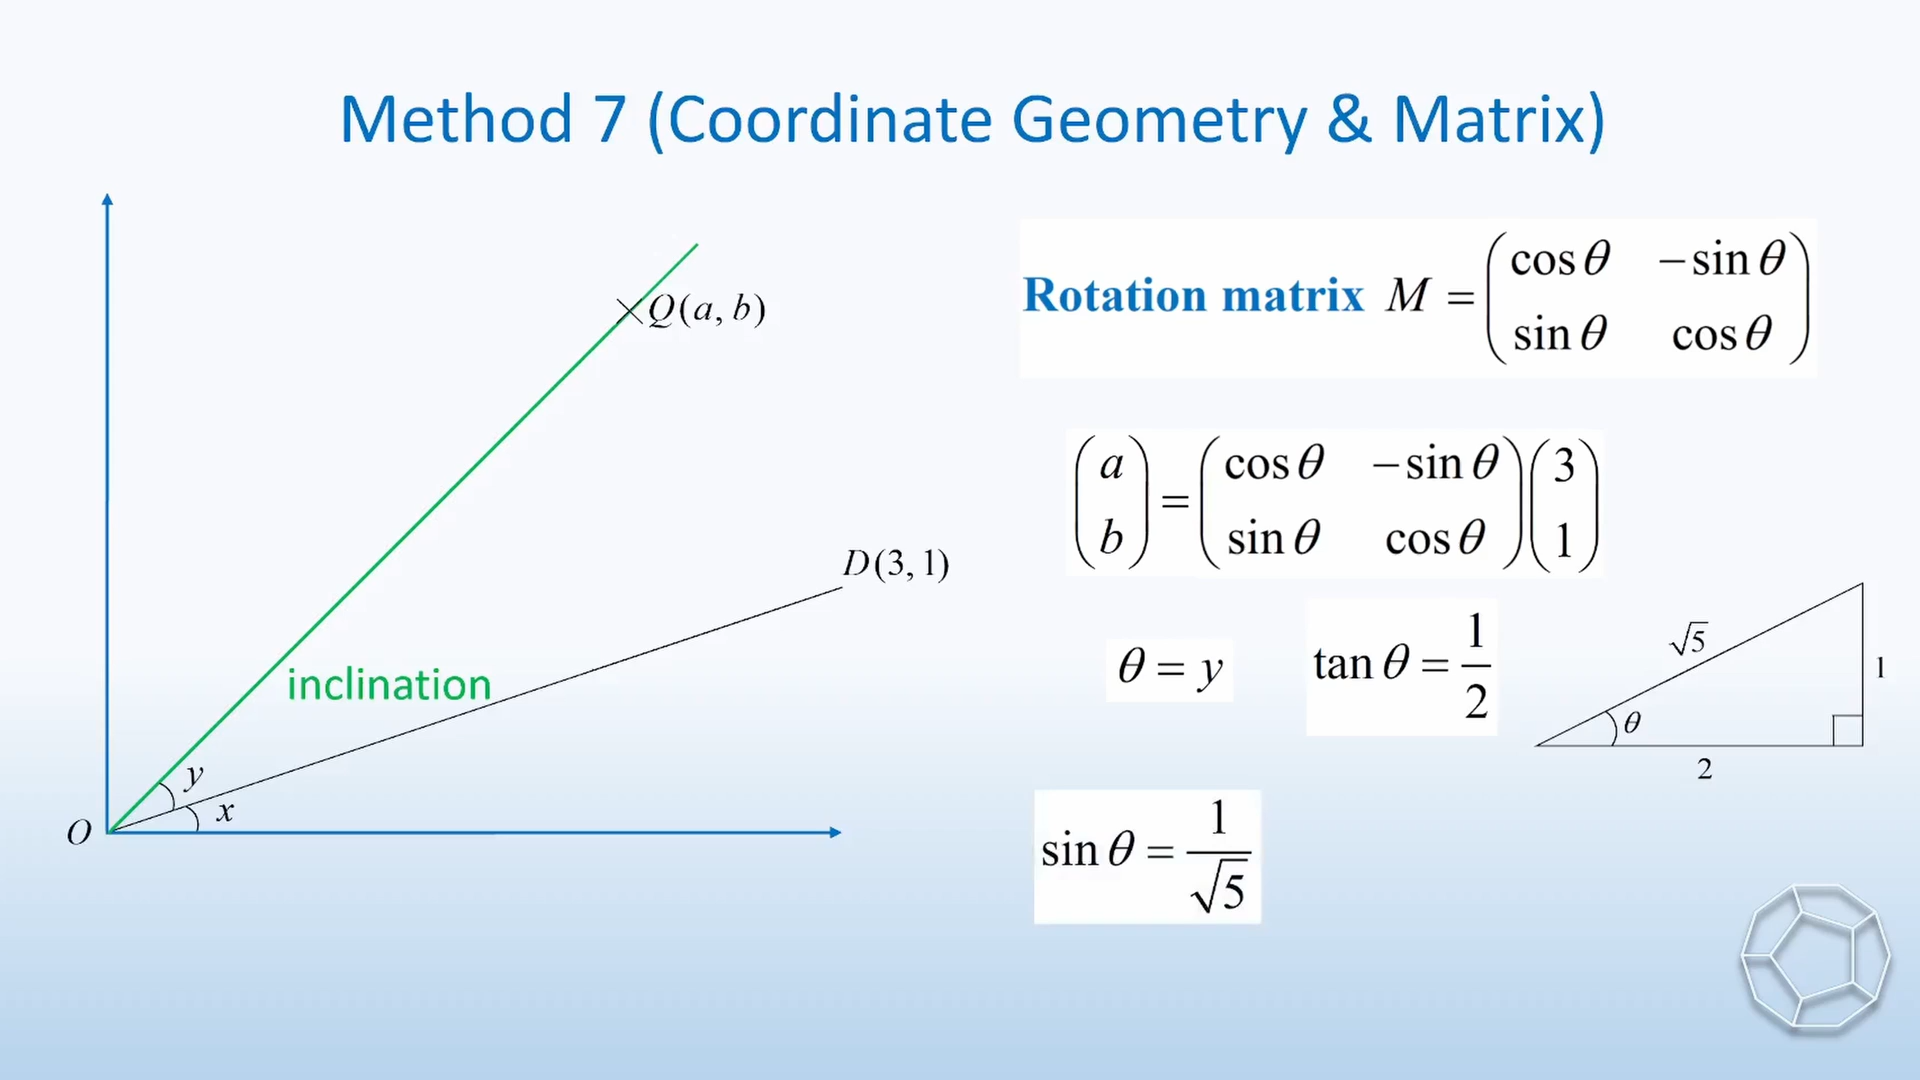 Method 7 (Coordinate Geometry & Matrix)
Q(a, b)
D(3, 1)
inclination
y
x
O
Rotation matrix M = ( cos θ −sin θ
sin θ cos θ )
( a
b ) = ( cos θ −sin θ
sin θ cos θ ) ( 3
1 )
θ = y
tan θ = 1/2
√5
1
θ
2
sin θ = 1/√5